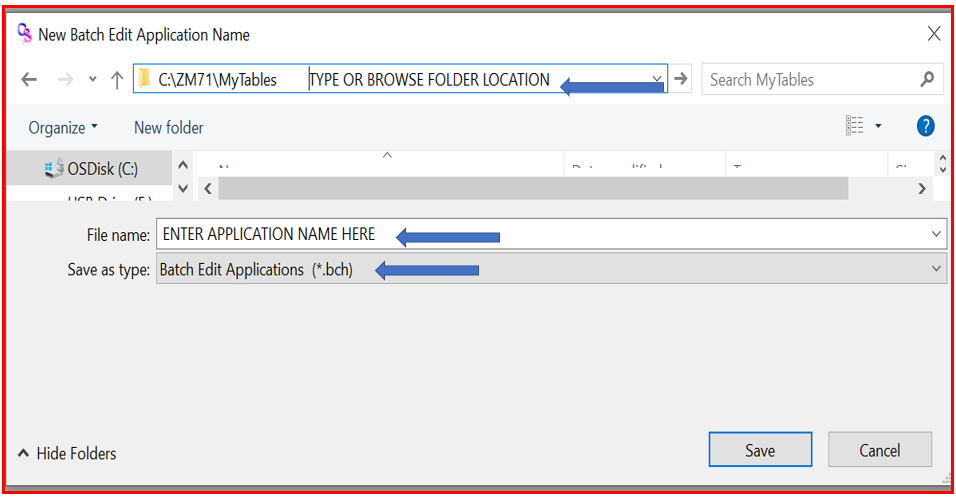 New Batch Edit Application Name
C:\ZM71\MyTables TYPE OR BROWSE FOLDER LOCATION
Search MyTables
Organize New folder
?
OSDisk (C:)
File name: ENTER APPLICATION NAME HERE
Save as type: Batch Edit Applications (*.bch)
Hide Folders
Save Cancel